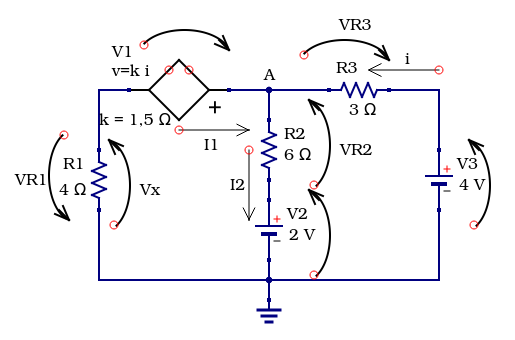 VR3
V1
v=k i
A
R3
i
3 Ω
+
k = 1,5 Ω
I1
R2
6 Ω
VR2
R1
4 Ω
VR1
Vx
I2
V3
4 V
+
−
V2
2 V
+
−